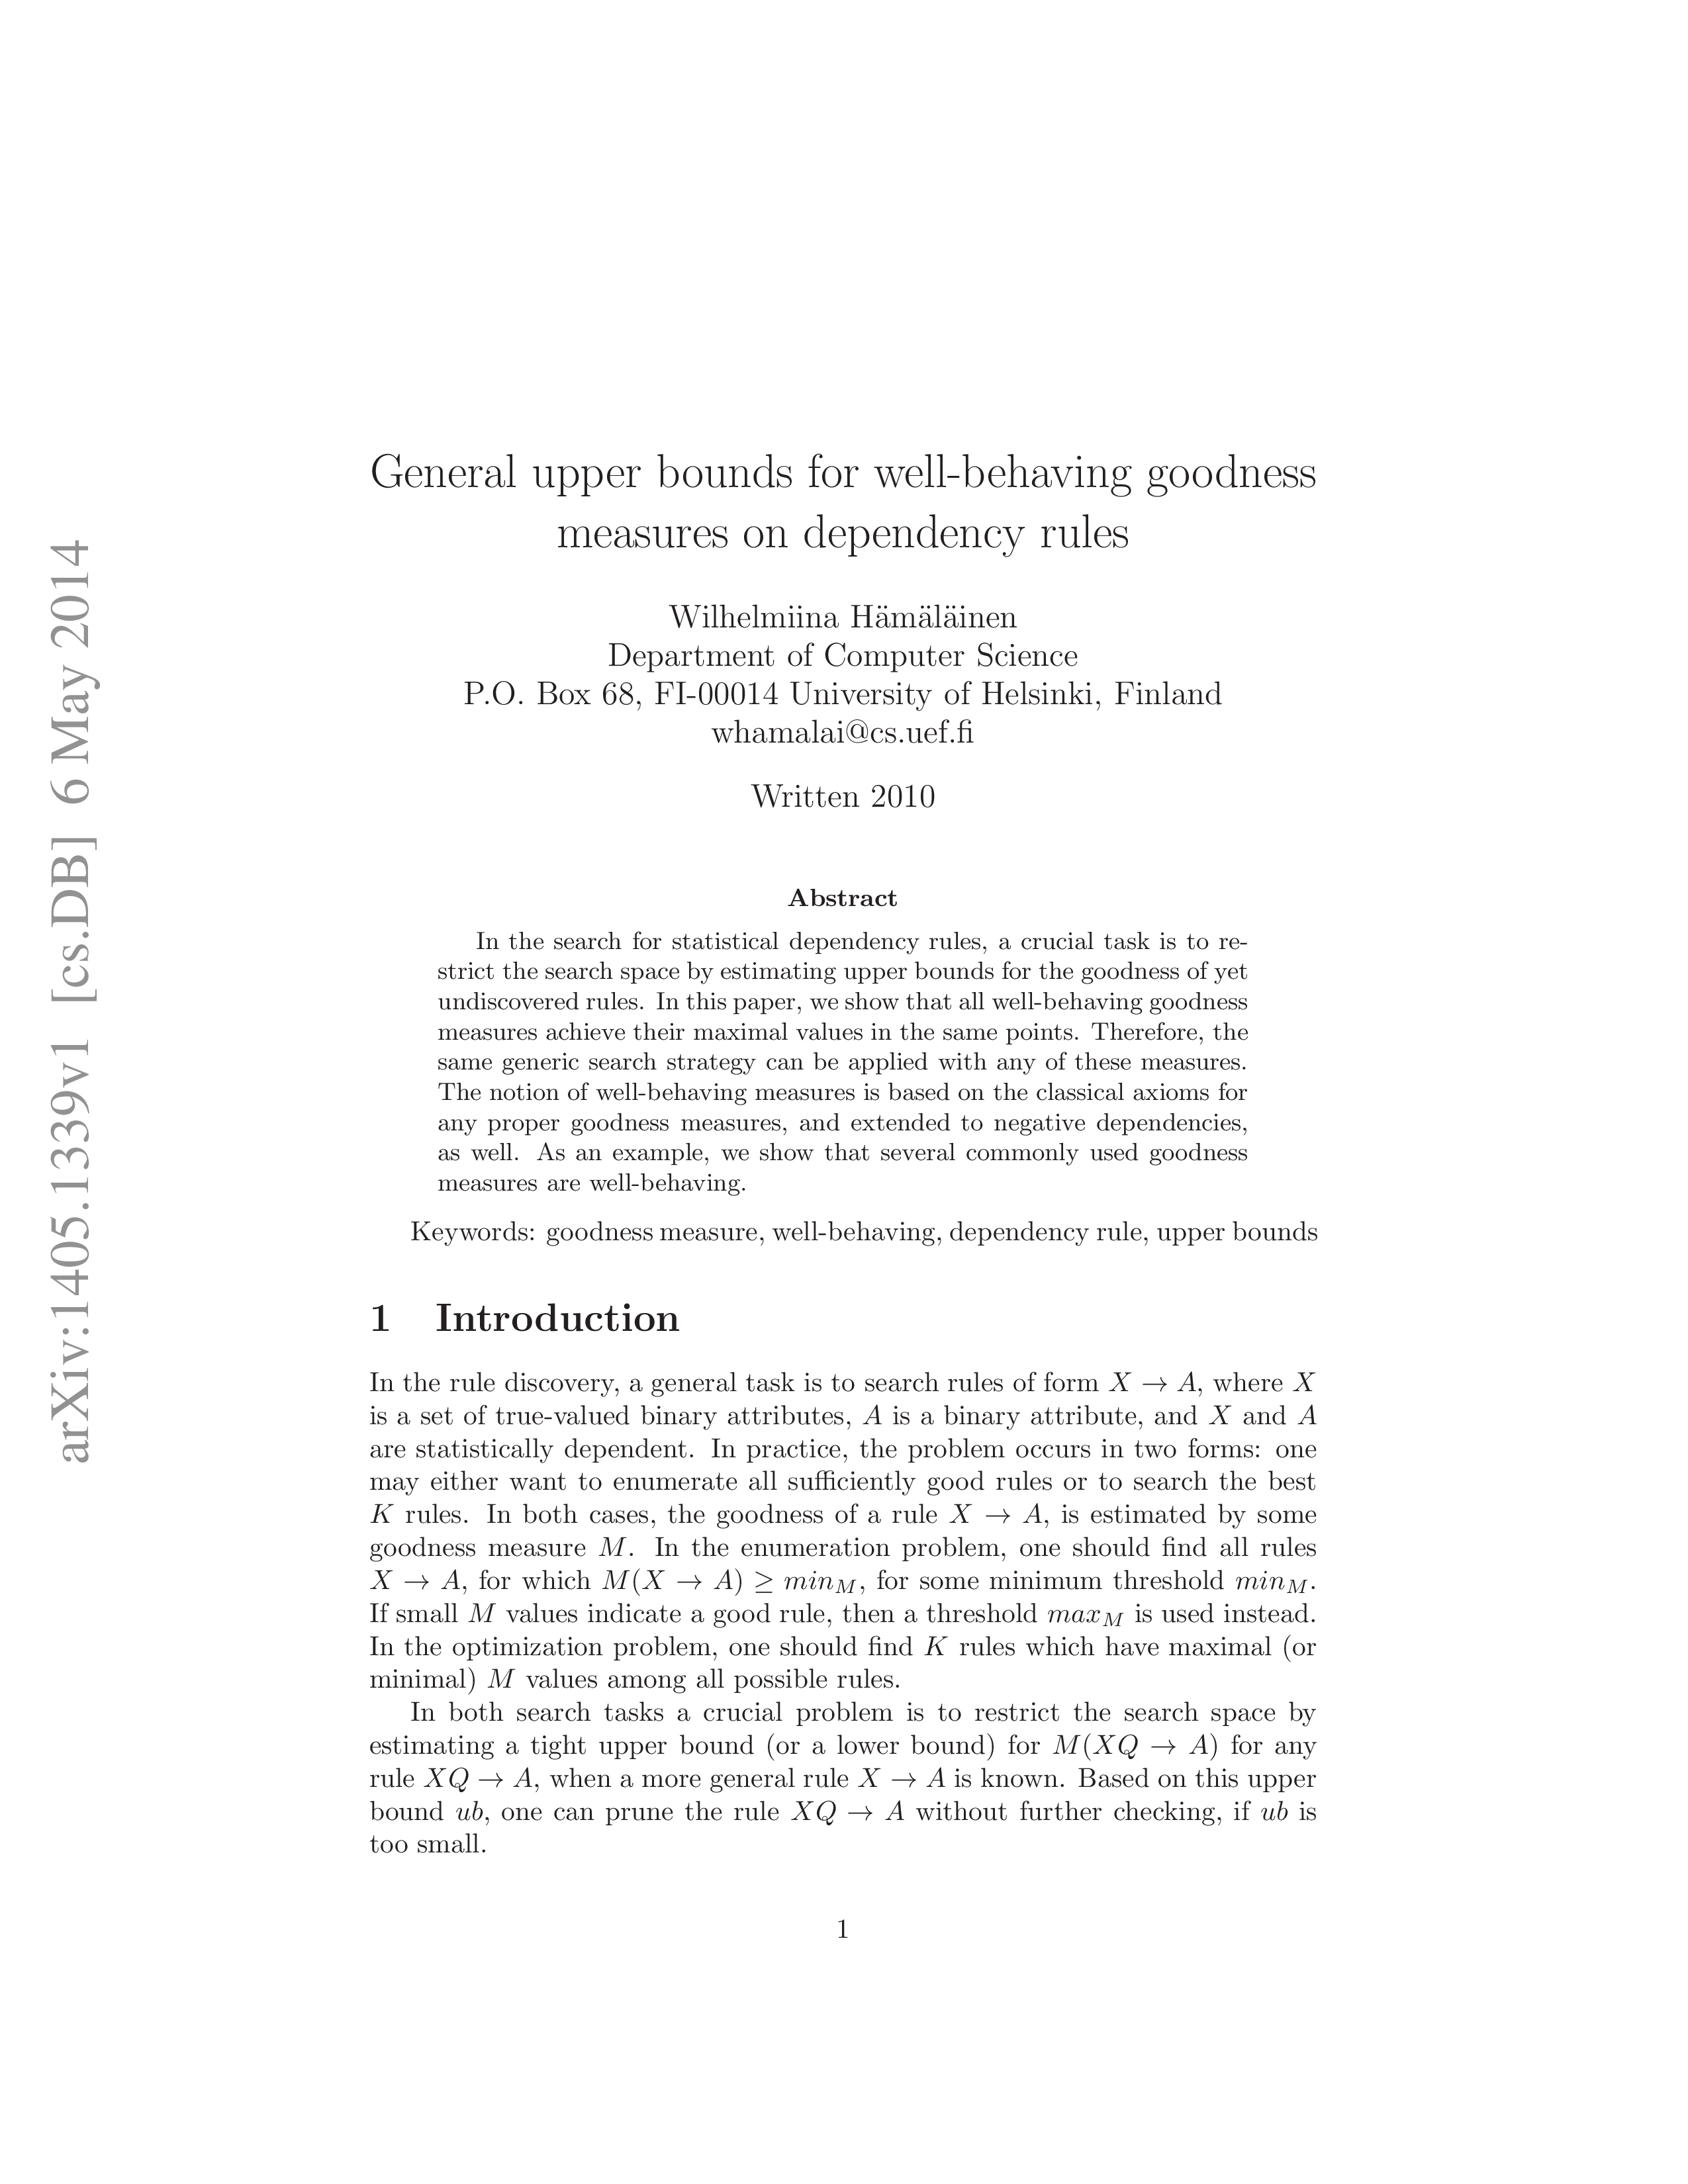 General upper bounds for well-behaving goodness
measures on dependency rules
Wilhelmiina Hämäläinen
Department of Computer Science
P.O. Box 68, FI-00014 University of Helsinki, Finland
whamalai@cs.uef.fi
Written 2010
Abstract
In the search for statistical dependency rules, a crucial task is to re-
strict the search space by estimating upper bounds for the goodness of yet
undiscovered rules. In this paper, we show that all well-behaving goodness
measures achieve their maximal values in the same points. Therefore, the
same generic search strategy can be applied with any of these measures.
The notion of well-behaving measures is based on the classical axioms for
any proper goodness measures, and extended to negative dependencies,
as well. As an example, we show that several commonly used goodness
measures are well-behaving.
Keywords: goodness measure, well-behaving, dependency rule, upper bounds
1 Introduction
In the rule discovery, a general task is to search rules of form X → A, where X
is a set of true-valued binary attributes, A is a binary attribute, and X and A
are statistically dependent. In practice, the problem occurs in two forms: one
may either want to enumerate all sufficiently good rules or to search the best
K rules. In both cases, the goodness of a rule X → A, is estimated by some
goodness measure M. In the enumeration problem, one should find all rules
X → A, for which M(X → A) ≥ min_M, for some minimum threshold min_M.
If small M values indicate a good rule, then a threshold max_M is used instead.
In the optimization problem, one should find K rules which have maximal (or
minimal) M values among all possible rules.
In both search tasks a crucial problem is to restrict the search space by
estimating a tight upper bound (or a lower bound) for M(XQ → A) for any
rule XQ → A, when a more general rule X → A is known. Based on this upper
bound ub, one can prune the rule XQ → A without further checking, if ub is
too small.
1
arXiv:1405.1339v1 [cs.DB] 6 May 2014